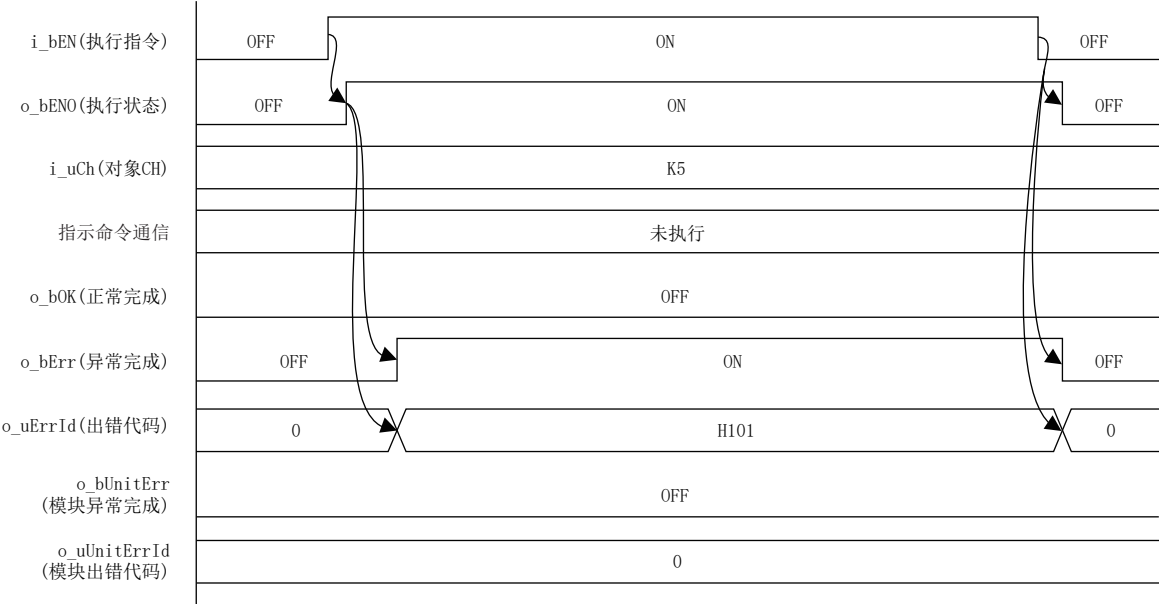 i_bEN(执行指令) OFF ON OFF
o_bENO(执行状态) OFF ON OFF
i_uCh(对象CH) K5
指示命令通信 未执行
o_bOK(正常完成) OFF
o_bErr(异常完成) OFF ON OFF
o_uErrId(出错代码) 0 H101 0
o_bUnitErr
(模块异常完成) OFF
o_uUnitErrId
(模块出错代码) 0